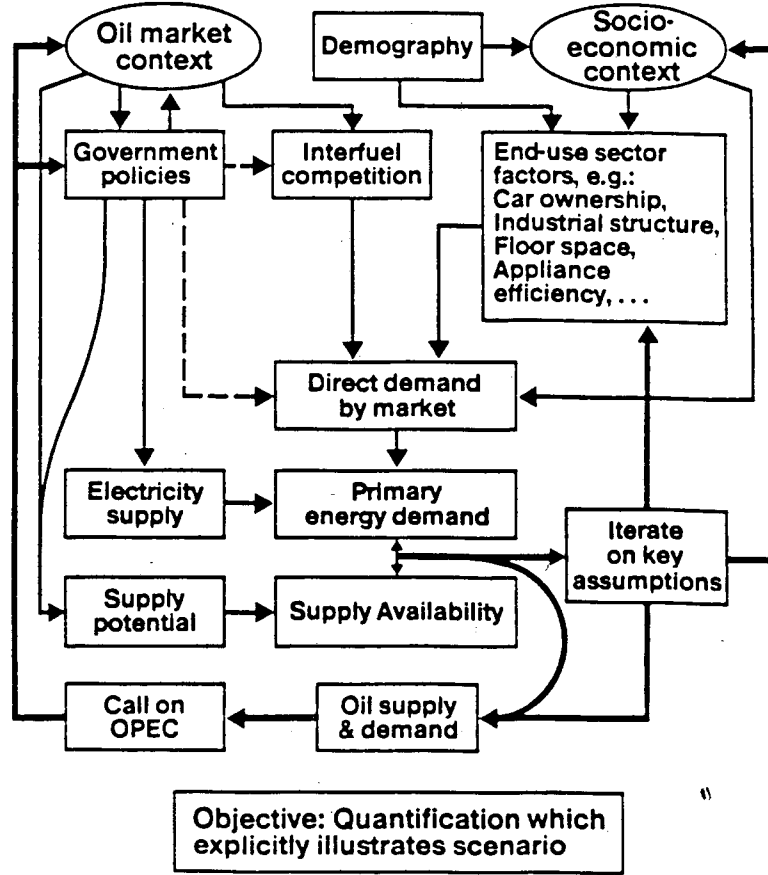 Oil market
context
Demography
Socio-
economic
context
Government
policies
Interfuel
competition
End-use sector
factors, e.g.:
Car ownership,
Industrial structure,
Floor space,
Appliance
efficiency, ...
Direct demand
by market
Electricity
supply
Primary
energy demand
Iterate
on key
assumptions
Supply
potential
Supply Availability
Call on
OPEC
Oil supply
& demand
Objective: Quantification which
explicitly illustrates scenario